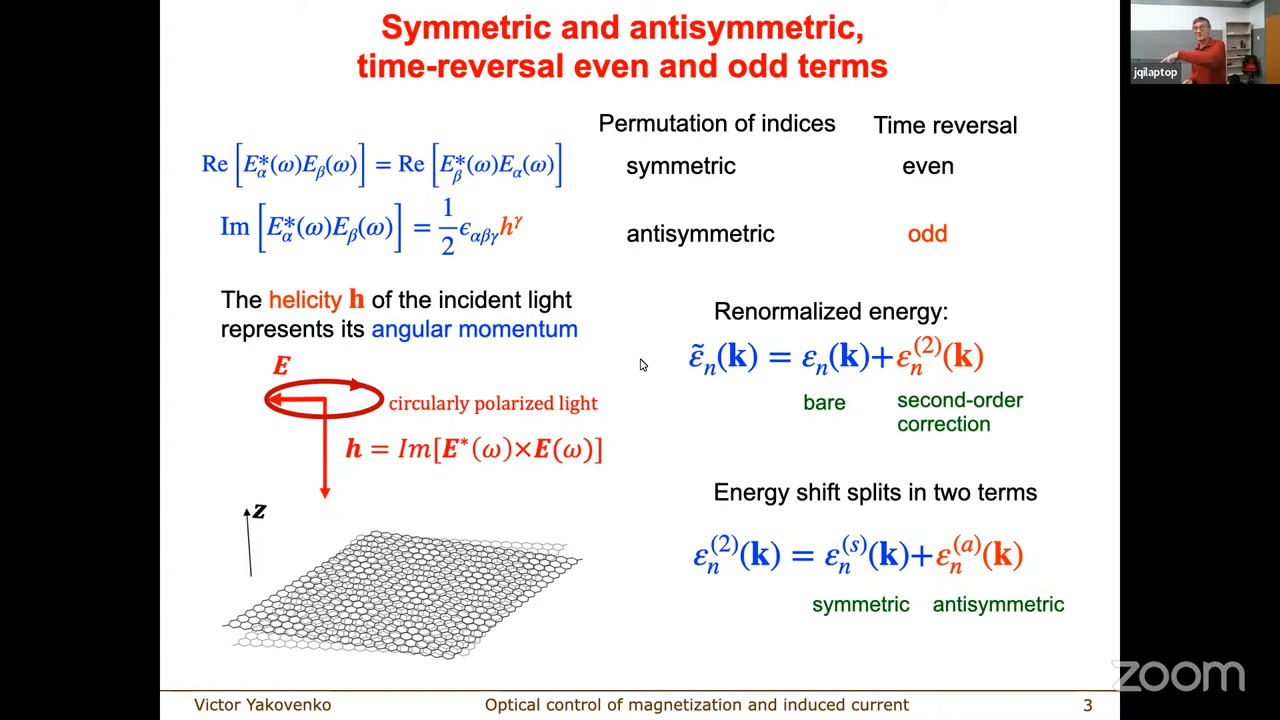 Symmetric and antisymmetric,
time-reversal even and odd terms
jqilaptop
Permutation of indices Time reversal
Re [E*α(ω)Eβ(ω)] = Re [E*β(ω)Eα(ω)] symmetric even
Im [E*α(ω)Eβ(ω)] = 1/2 ϵαβγ h^γ antisymmetric odd
The helicity h of the incident light
represents its angular momentum
E
circularly polarized light
h = Im[E*(ω)×E(ω)]
z
Renormalized energy:
ε̃n(k) = εn(k)+εn^(2)(k)
bare second-order
correction
Energy shift splits in two terms
εn^(2)(k) = εn^(s)(k)+εn^(a)(k)
symmetric antisymmetric
zoom
Victor Yakovenko Optical control of magnetization and induced current 3